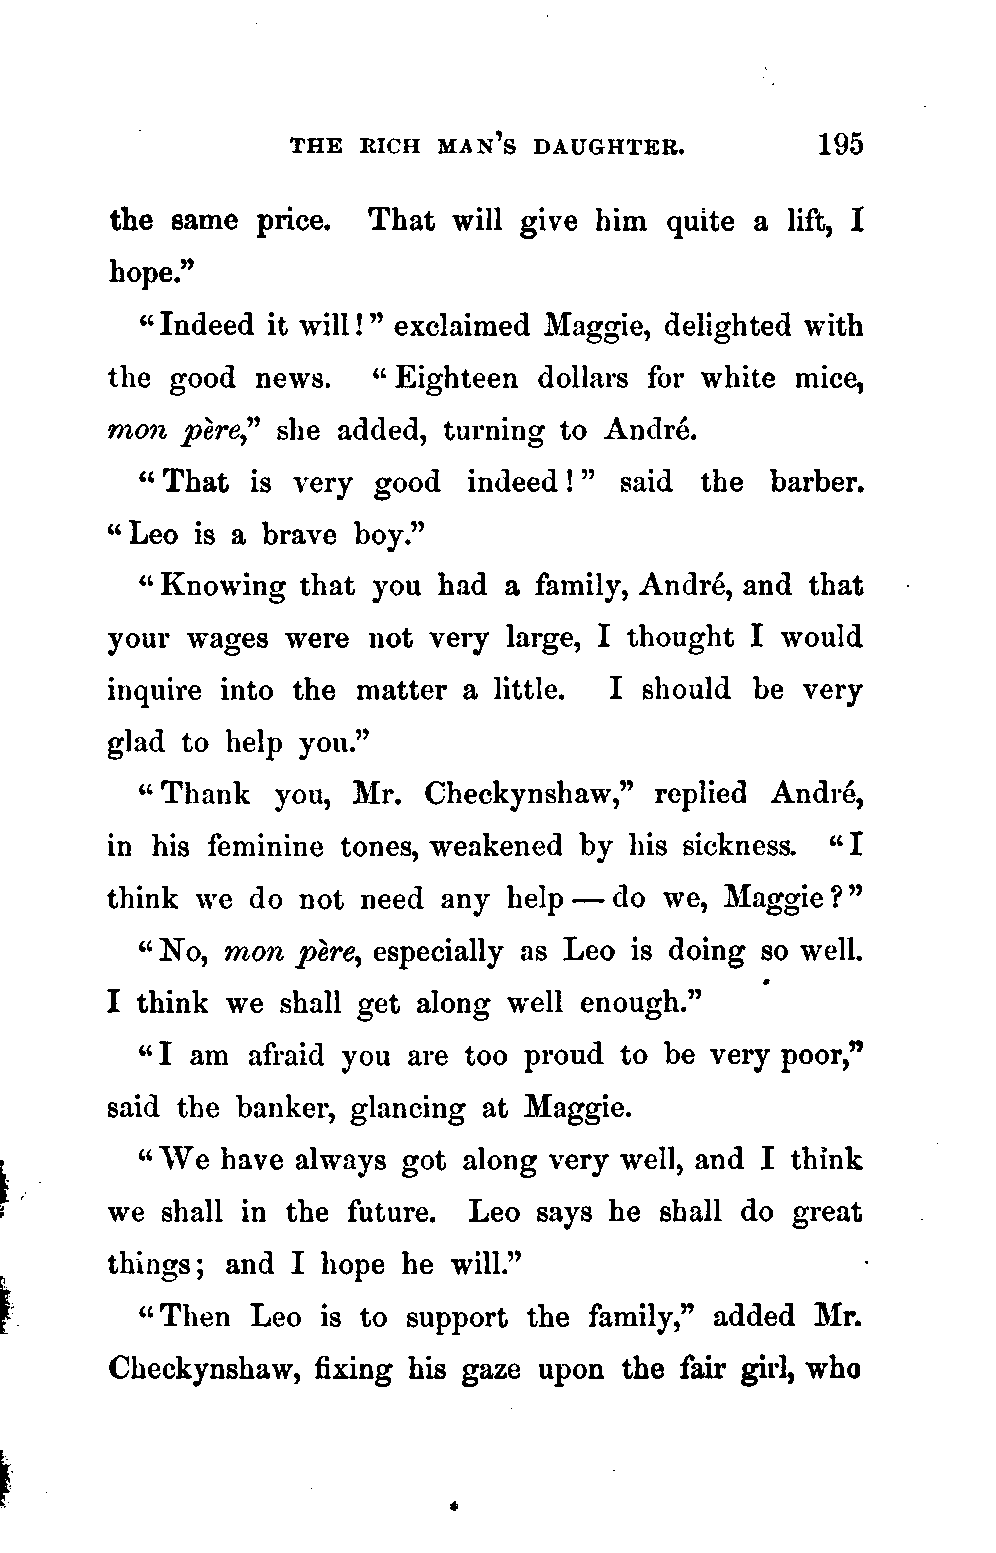 THE RICH MAN'S DAUGHTER. 195
the same price. That will give him quite a lift, I
hope.”
“Indeed it will!” exclaimed Maggie, delighted with
the good news. “Eighteen dollars for white mice,
mon père,” she added, turning to André.
“That is very good indeed!” said the barber.
“Leo is a brave boy.”
“Knowing that you had a family, André, and that
your wages were not very large, I thought I would
inquire into the matter a little. I should be very
glad to help you.”
“Thank you, Mr. Checkynshaw,” replied André,
in his feminine tones, weakened by his sickness. “I
think we do not need any help — do we, Maggie?”
“No, mon père, especially as Leo is doing so well.
I think we shall get along well enough.”
“I am afraid you are too proud to be very poor,”
said the banker, glancing at Maggie.
“We have always got along very well, and I think
we shall in the future. Leo says he shall do great
things; and I hope he will.”
“Then Leo is to support the family,” added Mr.
Checkynshaw, fixing his gaze upon the fair girl, who